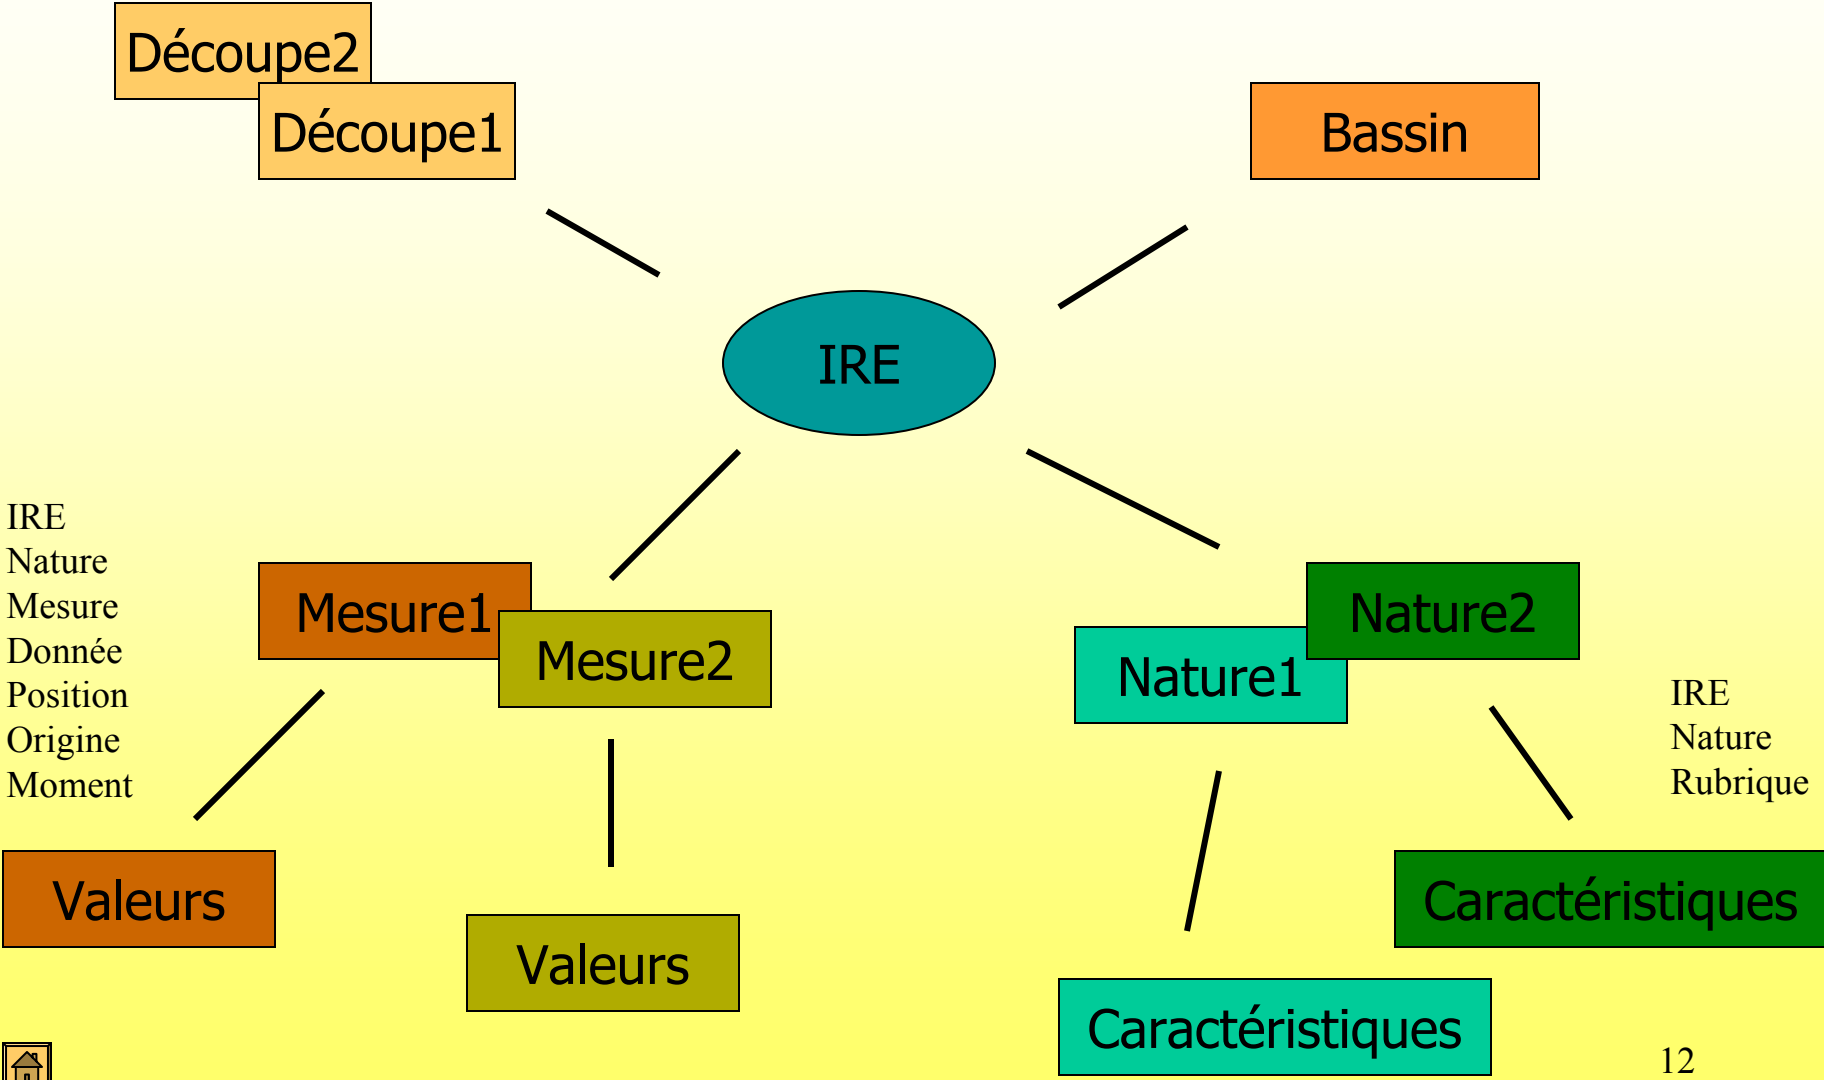 Découpe2
Découpe1
Bassin
IRE
IRE
Nature
Mesure
Donnée
Position
Origine
Moment
Mesure1
Mesure2
Nature2
Nature1
IRE
Nature
Rubrique
Valeurs
Valeurs
Caractéristiques
Caractéristiques
12